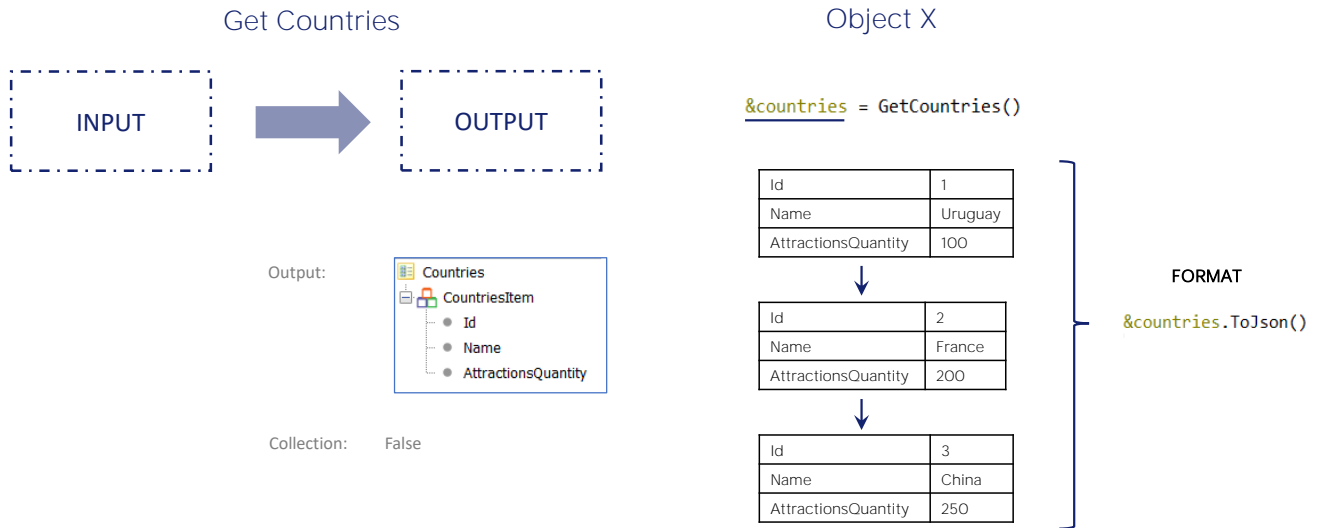 Get Countries
INPUT
OUTPUT
Output:
Countries
CountriesItem
Id
Name
AttractionsQuantity
Collection: False
Object X
&countries = GetCountries()
Id 1
Name Uruguay
AttractionsQuantity 100
Id 2
Name France
AttractionsQuantity 200
Id 3
Name China
AttractionsQuantity 250
FORMAT
&countries.ToJson()